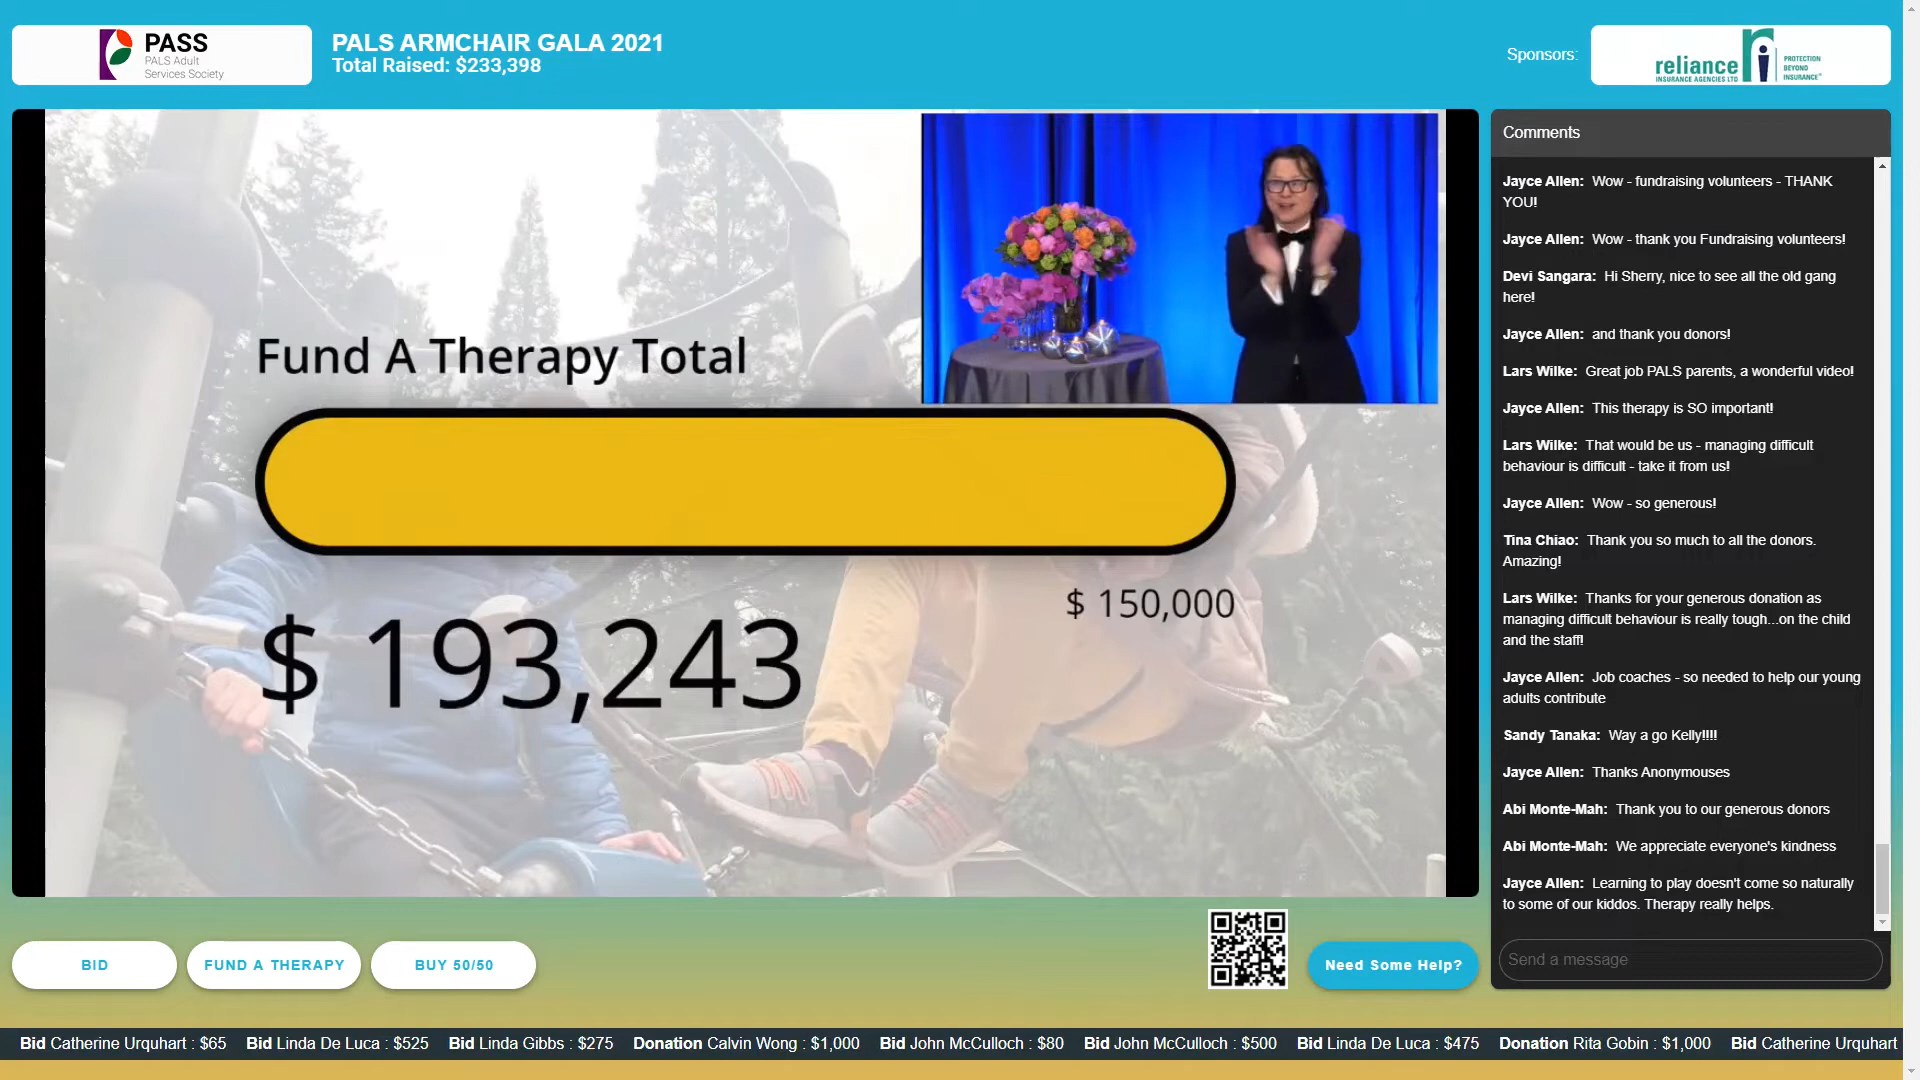 PASS
PALS Adult
Services Society
PALS ARMCHAIR GALA 2021
Total Raised: $233,398
Sponsors:
reliance
INSURANCE AGENCIES LTD
PROTECTION
BEYOND
INSURANCE
Fund A Therapy Total
$ 150,000
$ 193,243
Comments
Jayce Allen: Wow - fundraising volunteers - THANK
YOU!
Jayce Allen: Wow - thank you Fundraising volunteers!
Devi Sangara: Hi Sherry, nice to see all the old gang
here!
Jayce Allen: and thank you donors!
Lars Wilke: Great job PALS parents, a wonderful video!
Jayce Allen: This therapy is SO important!
Lars Wilke: That would be us - managing difficult
behaviour is difficult - take it from us!
Jayce Allen: Wow - so generous!
Tina Chiao: Thank you so much to all the donors.
Amazing!
Lars Wilke: Thanks for your generous donation as
managing difficult behaviour is really tough...on the child
and the staff!
Jayce Allen: Job coaches - so needed to help our young
adults contribute
Sandy Tanaka: Way a go Kelly!!!!
Jayce Allen: Thanks Anonymouses
Abi Monte-Mah: Thank you to our generous donors
Abi Monte-Mah: We appreciate everyone's kindness
Jayce Allen: Learning to play doesn't come so naturally
to some of our kiddos. Therapy really helps.
Send a message
BID
FUND A THERAPY
BUY 50/50
Need Some Help?
Bid Catherine Urquhart : $65 Bid Linda De Luca : $525 Bid Linda Gibbs : $275 Donation Calvin Wong : $1,000 Bid John McCulloch : $80 Bid John McCulloch : $500 Bid Linda De Luca : $475 Donation Rita Gobin : $1,000 Bid Catherine Urquhart